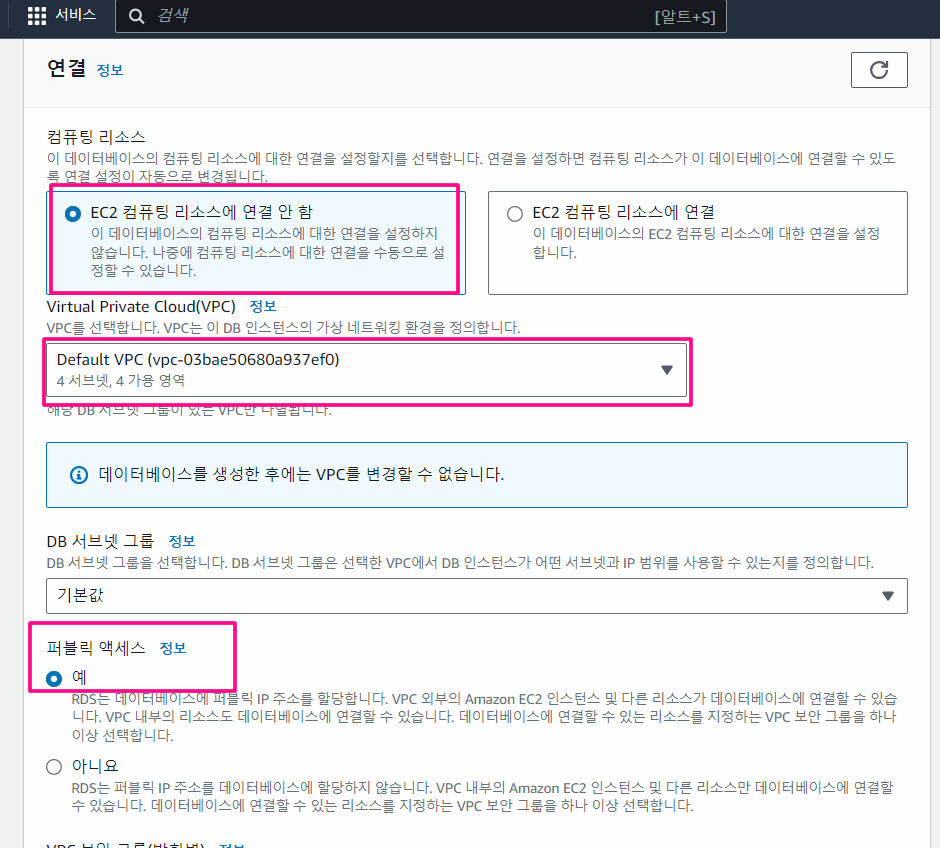 서비스
검색
[알트+S]
연결 정보
컴퓨팅 리소스
이 데이터베이스의 컴퓨팅 리소스에 대한 연결을 설정할지를 선택합니다. 연결을 설정하면 컴퓨팅 리소스가 이 데이터베이스에 연결할 수 있도
록 연결 설정이 자동으로 변경됩니다.
EC2 컴퓨팅 리소스에 연결 안 함
이 데이터베이스의 컴퓨팅 리소스에 대한 연결을 설정하지
않습니다. 나중에 컴퓨팅 리소스에 대한 연결을 수동으로 설
정할 수 있습니다.
EC2 컴퓨팅 리소스에 연결
이 데이터베이스의 EC2 컴퓨팅 리소스에 대한 연결을 설정
합니다.
Virtual Private Cloud(VPC) 정보
VPC를 선택합니다. VPC는 이 DB 인스턴스의 가상 네트워킹 환경을 정의합니다.
Default VPC (vpc-03bae50680a937ef0)
4 서브넷, 4 가용 영역
해당 DB 서브넷 그룹이 있는 VPC만 나열됩니다.
데이터베이스를 생성한 후에는 VPC를 변경할 수 없습니다.
DB 서브넷 그룹 정보
DB 서브넷 그룹을 선택합니다. DB 서브넷 그룹은 선택한 VPC에서 DB 인스턴스가 어떤 서브넷과 IP 범위를 사용할 수 있는지를 정의합니다.
기본값
퍼블릭 액세스 정보
예
RDS는 데이터베이스에 퍼블릭 IP 주소를 할당합니다. VPC 외부의 Amazon EC2 인스턴스 및 다른 리소스가 데이터베이스에 연결할 수 있습
니다. VPC 내부의 리소스도 데이터베이스에 연결할 수 있습니다. 데이터베이스에 연결할 수 있는 리소스를 지정하는 VPC 보안 그룹을 하나
이상 선택합니다.
아니요
RDS는 퍼블릭 IP 주소를 데이터베이스에 할당하지 않습니다. VPC 내부의 Amazon EC2 인스턴스 및 다른 리소스만 데이터베이스에 연결할
수 있습니다. 데이터베이스에 연결할 수 있는 리소스를 지정하는 VPC 보안 그룹을 하나 이상 선택합니다.
VPC 보안 그룹(방화벽) 정보